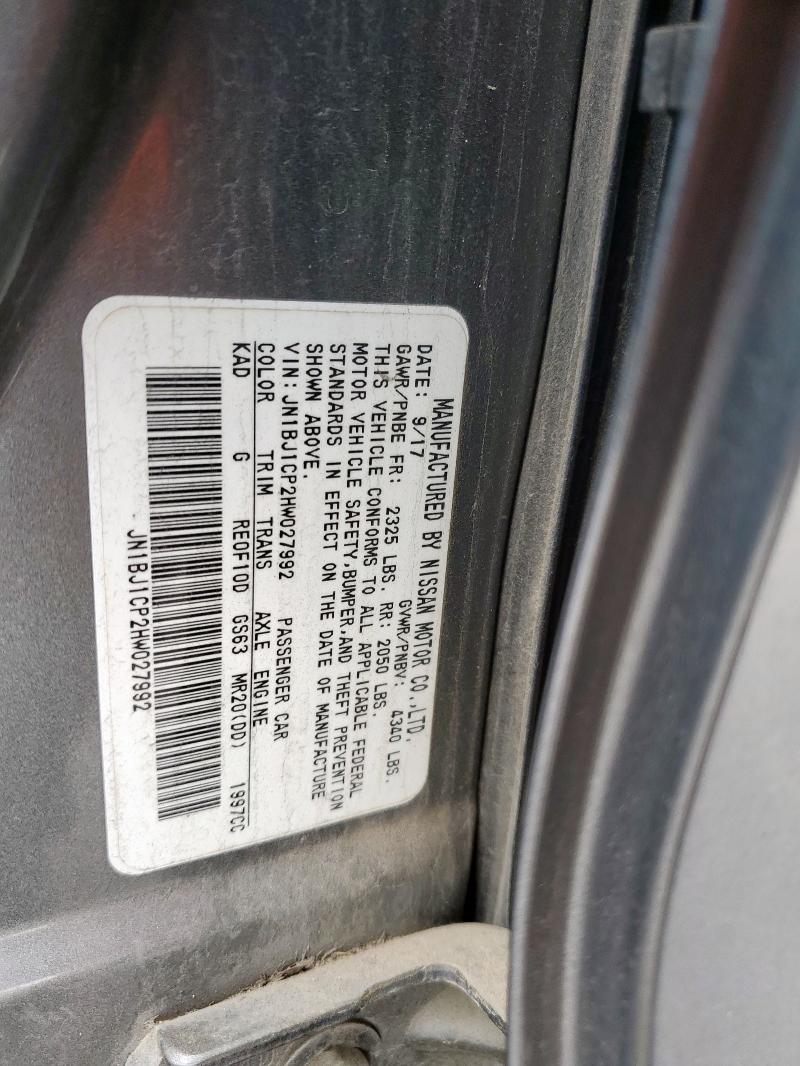 MANUFACTURED BY NISSAN MOTOR CO.,LTD.
DATE: 9/17 GVWR/PNBV: 4340 LBS.
GAWR/PNBE FR: 2325 LBS. RR: 2050 LBS.
THIS VEHICLE CONFORMS TO ALL APPLICABLE FEDERAL
MOTOR VEHICLE SAFETY,BUMPER,AND THEFT PREVENTION
STANDARDS IN EFFECT ON THE DATE OF MANUFACTURE
SHOWN ABOVE.
VIN: JN1BJ1CP2HW027992 PASSENGER CAR
COLOR TRIM TRANS AXLE ENGINE
KAD G RE0F10D GS63 MR20(DD) 1997CC
JN1BJ1CP2HW027992